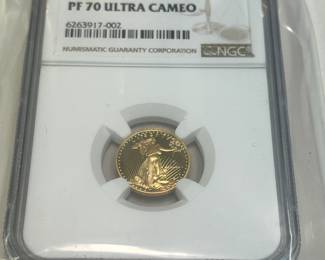 PF 70 ULTRA CAMEO
6263917-002
NUMISMATIC GUARANTY CORPORATION
NGC